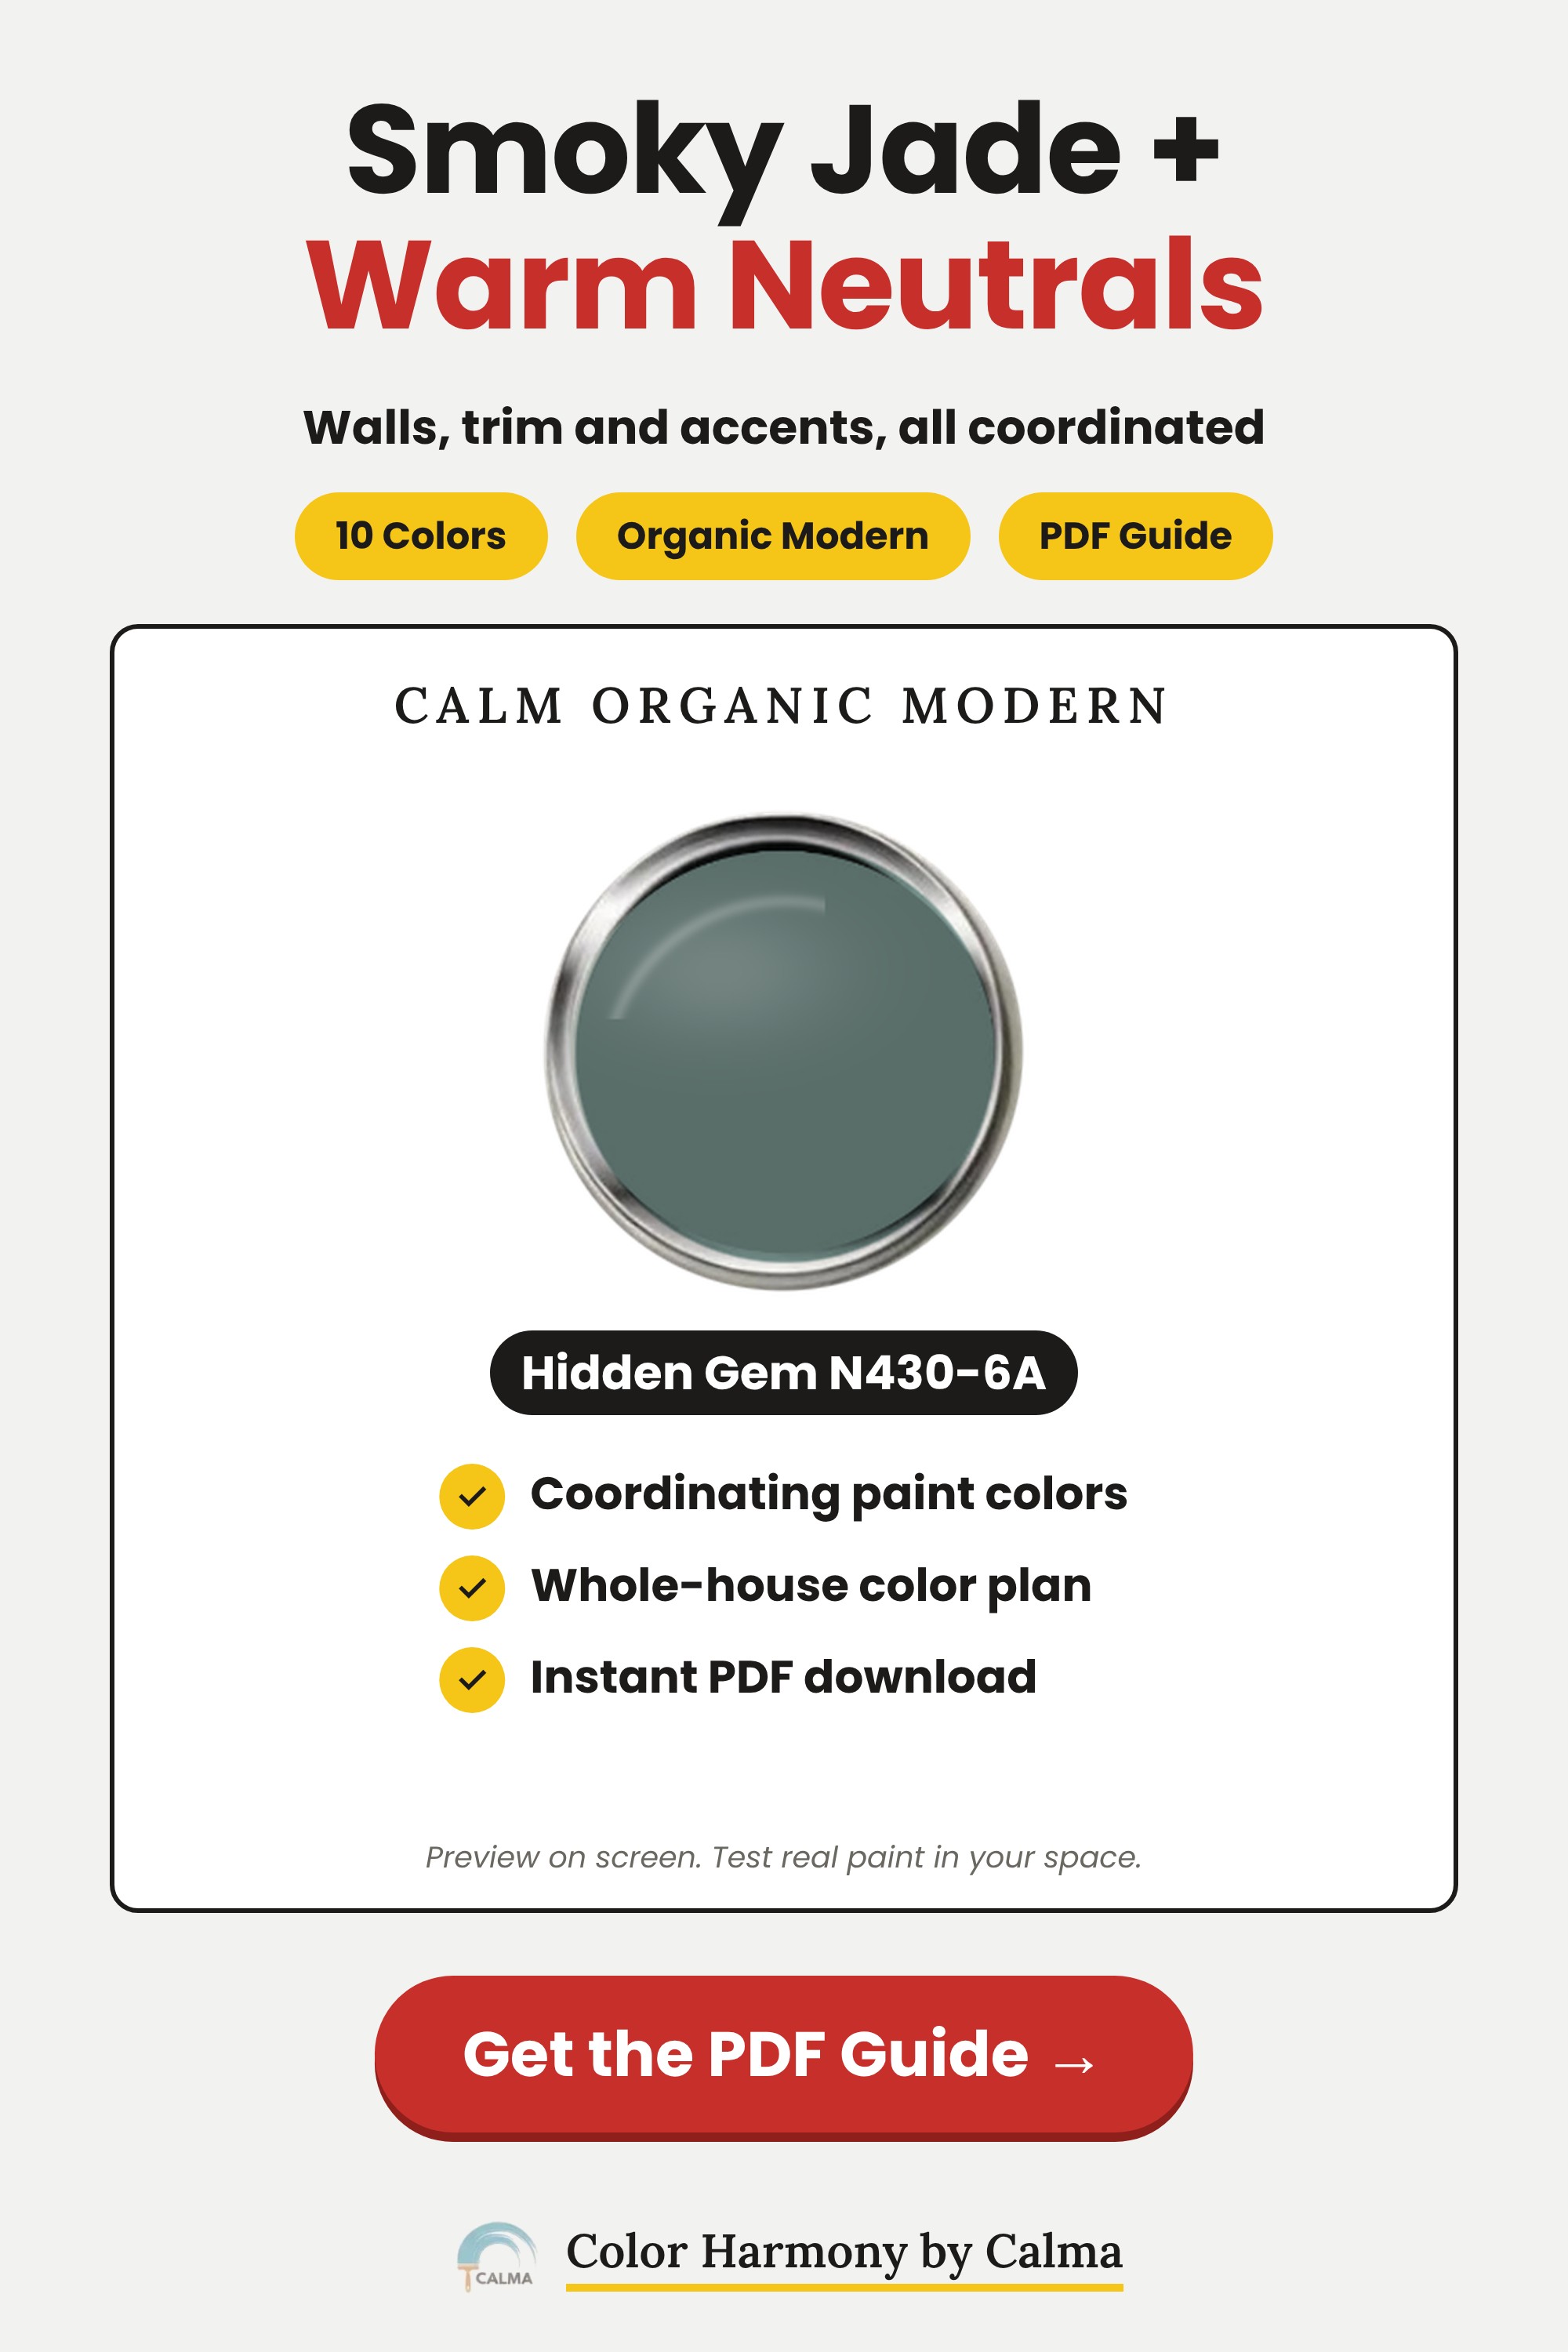 Smoky Jade +
Warm Neutrals
Walls, trim and accents, all coordinated
10 Colors
Organic Modern
PDF Guide
CALM ORGANIC MODERN
Hidden Gem N430-6A
Coordinating paint colors
Whole-house color plan
Instant PDF download
Preview on screen. Test real paint in your space.
Get the PDF Guide →
CALMA
Color Harmony by Calma